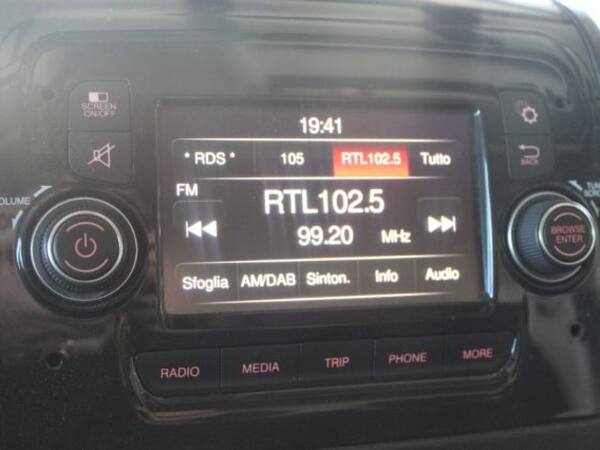 SCREEN
ON/OFF
19:41
* RDS * 105 RTL102.5 Tutto
BACK
FM
RTL102.5
VOLUME
99.20 MHz
BROWSE
ENTER
Sfoglia AM/DAB Sinton. Info Audio
RADIO MEDIA TRIP PHONE MORE